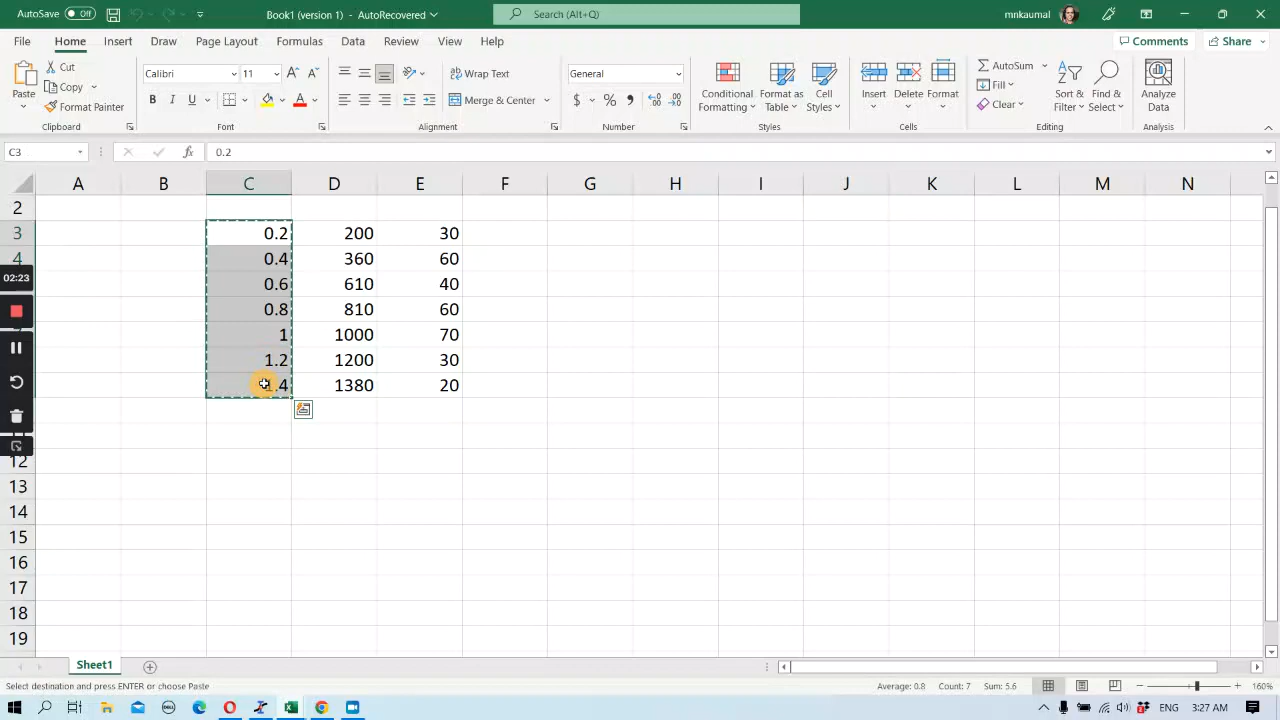 AutoSave Off Book1 (version 1) - AutoRecovered Search (Alt+Q) mnkaumal
File Home Insert Draw Page Layout Formulas Data Review View Help Comments Share
Paste Cut Copy Format Painter
Clipboard
Calibri 11
B I U A
Font
Wrap Text
Merge & Center
Alignment
General
$ % ,
Number
Conditional Formatting Format as Table Cell Styles
Styles
Insert Delete Format
Cells
AutoSum Fill Clear Sort & Filter Find & Select
Editing
Analyze Data
Analysis
C3 fx 0.2
A B C D E F G H I J K L M N
2
3 0.2 200 30
4 0.4 360 60
02:23 0.6 610 40
0.8 810 60
1 1000 70
1.2 1200 30
1.4 1380 20
12
13
14
15
16
17
18
19
Sheet1
Select destination and press ENTER or choose Paste Average: 0.8 Count: 7 Sum: 5.6 160%
DELL ENG 3:27 AM